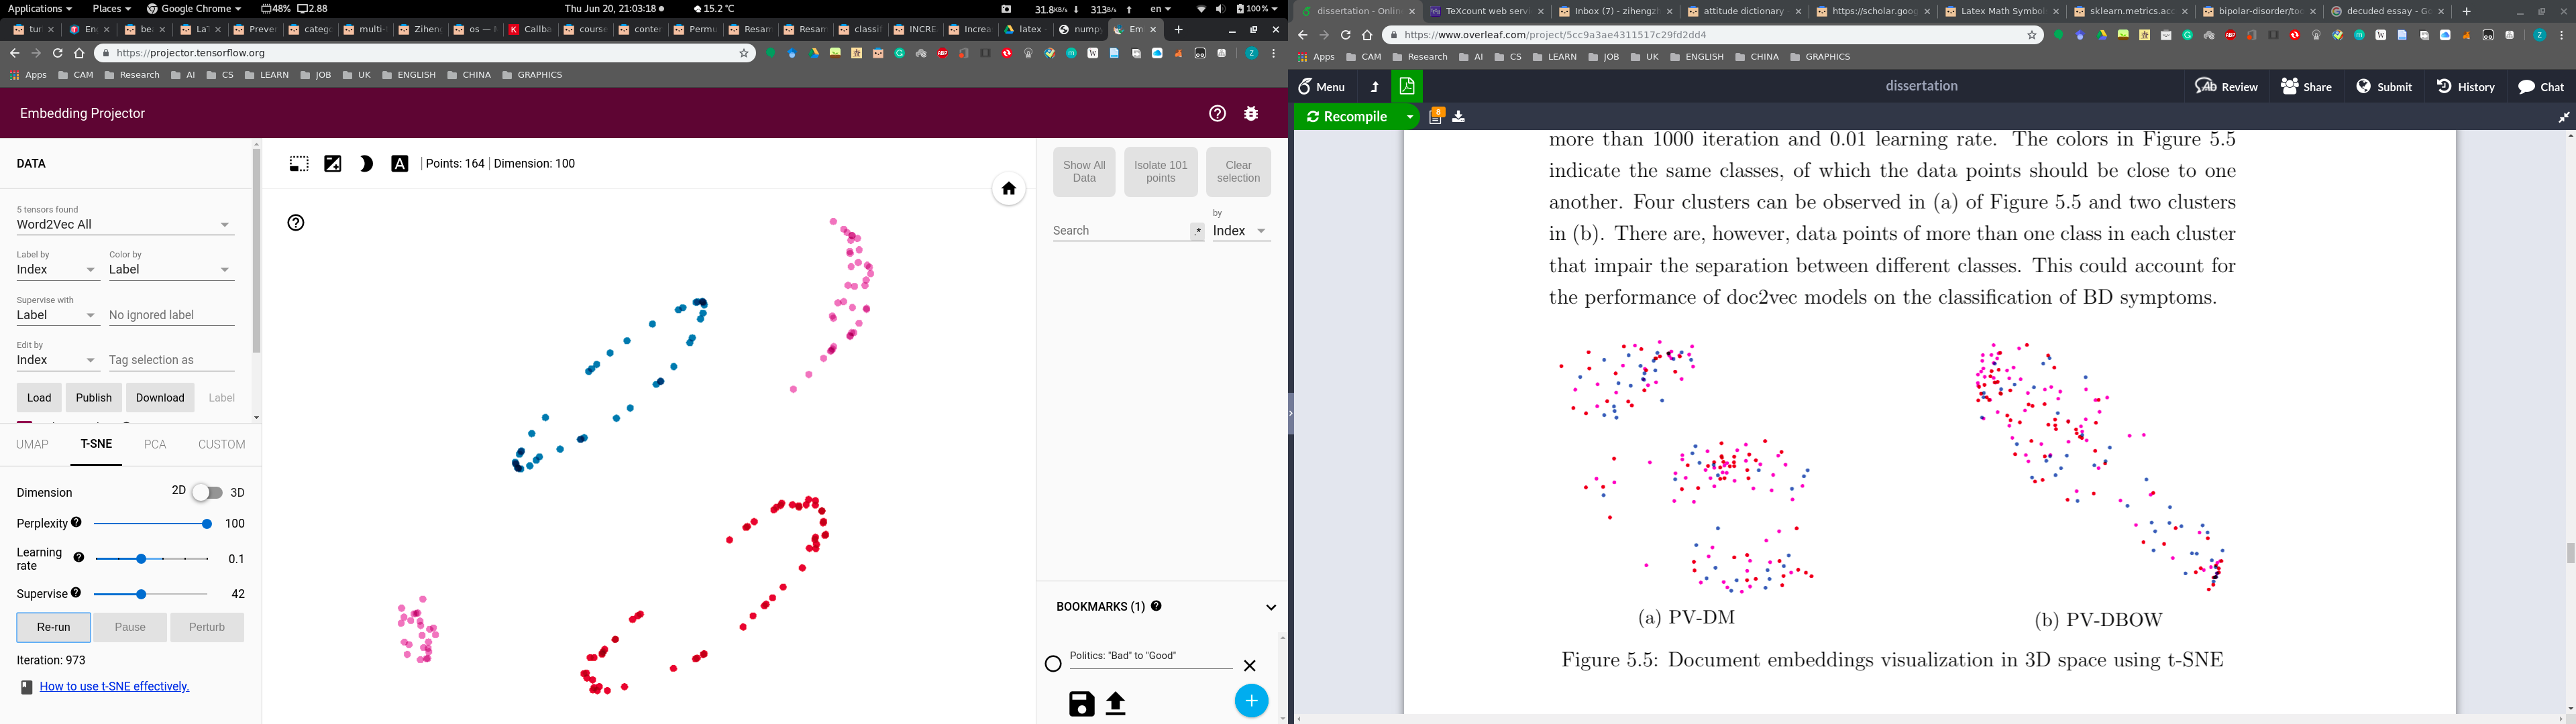 Applications Places Google Chrome 48% 2.88 Thu Jun 20, 21:03:18 15.2 °C 31.8KB/s 313B/s en 100%
tur En be La Prever categ multi- Ziheng os — Callba cours conter Permu Resan Resan classif INCRE Increa latex numpy Em
https://projector.tensorflow.org
Apps CAM Research AI CS LEARN JOB UK ENGLISH CHINA GRAPHICS
Embedding Projector
DATA
5 tensors found
Word2Vec All
Label by Color by
Index Label
Supervise with
Label No ignored label
Edit by
Index Tag selection as
Load Publish Download Label
UMAP T-SNE PCA CUSTOM
Dimension 2D 3D
Perplexity 100
Learning rate 0.1
Supervise 42
Re-run Pause Perturb
Iteration: 973
How to use t-SNE effectively.
A Points: 164 Dimension: 100
Show All Data Isolate 101 points Clear selection
by
Search .* Index
BOOKMARKS (1)
Politics: "Bad" to "Good"
dissertation - Onlin TeXcount web servi Inbox (7) - zihengz attitude dictionary https://scholar.goog Latex Math Symbol sklearn.metrics.acc bipolar-disorder/to decuded essay - G
https://www.overleaf.com/project/5cc9a3ae4311517c29fd2dd4
Apps CAM Research AI CS LEARN JOB UK ENGLISH CHINA GRAPHICS
Menu dissertation Review Share Submit History Chat
Recompile 8
more than 1000 iteration and 0.01 learning rate. The colors in Figure 5.5
indicate the same classes, of which the data points should be close to one
another. Four clusters can be observed in (a) of Figure 5.5 and two clusters
in (b). There are, however, data points of more than one class in each cluster
that impair the separation between different classes. This could account for
the performance of doc2vec models on the classification of BD symptoms.
(a) PV-DM (b) PV-DBOW
Figure 5.5: Document embeddings visualization in 3D space using t-SNE